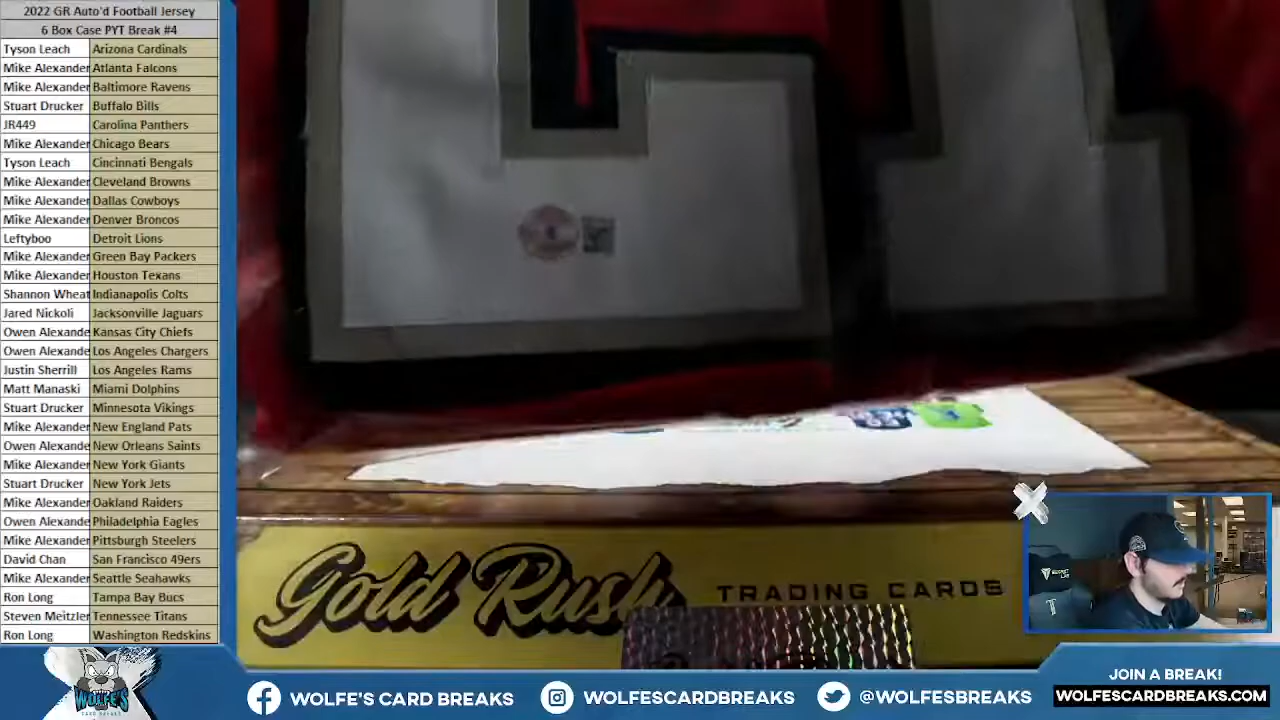 2022 GR Auto'd Football Jersey
6 Box Case PYT Break #4
Tyson Leach Arizona Cardinals
Mike Alexander Atlanta Falcons
Mike Alexander Baltimore Ravens
Stuart Drucker Buffalo Bills
JR449 Carolina Panthers
Mike Alexander Chicago Bears
Tyson Leach Cincinnati Bengals
Mike Alexander Cleveland Browns
Mike Alexander Dallas Cowboys
Mike Alexander Denver Broncos
Leftyboo Detroit Lions
Mike Alexander Green Bay Packers
Mike Alexander Houston Texans
Shannon Wheat Indianapolis Colts
Jared Nickoli Jacksonville Jaguars
Owen Alexande Kansas City Chiefs
Owen Alexande Los Angeles Chargers
Justin Sherrill Los Angeles Rams
Matt Manaski Miami Dolphins
Stuart Drucker Minnesota Vikings
Mike Alexander New England Pats
Owen Alexande New Orleans Saints
Mike Alexander New York Giants
Stuart Drucker New York Jets
Mike Alexander Oakland Raiders
Owen Alexande Philadelphia Eagles
Mike Alexander Pittsburgh Steelers
David Chan San Francisco 49ers
Mike Alexander Seattle Seahawks
Ron Long Tampa Bay Bucs
Steven Meitzler Tennessee Titans
Ron Long Washington Redskins
Gold Rush TRADING CARDS
WOLFE'S
CARD BREAKS
WOLFE'S CARD BREAKS
WOLFESCARDBREAKS
@WOLFESBREAKS
JOIN A BREAK!
WOLFESCARDBREAKS.COM